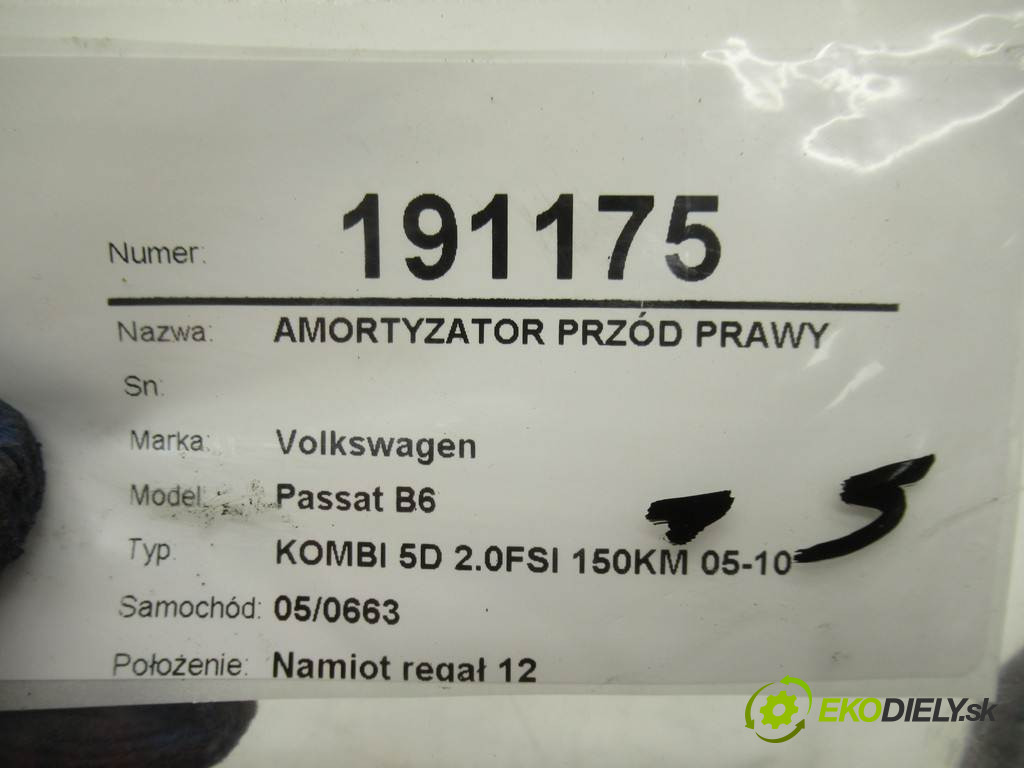 Numer: 191175
Nazwa: AMORTYZATOR PRZÓD PRAWY
Sn:
Marka: Volkswagen
Model: Passat B6
Typ: KOMBI 5D 2.0FSI 150KM 05-10
Samochód: 05/0663
Położenie: Namiot regał 12
EKODIELY.sk